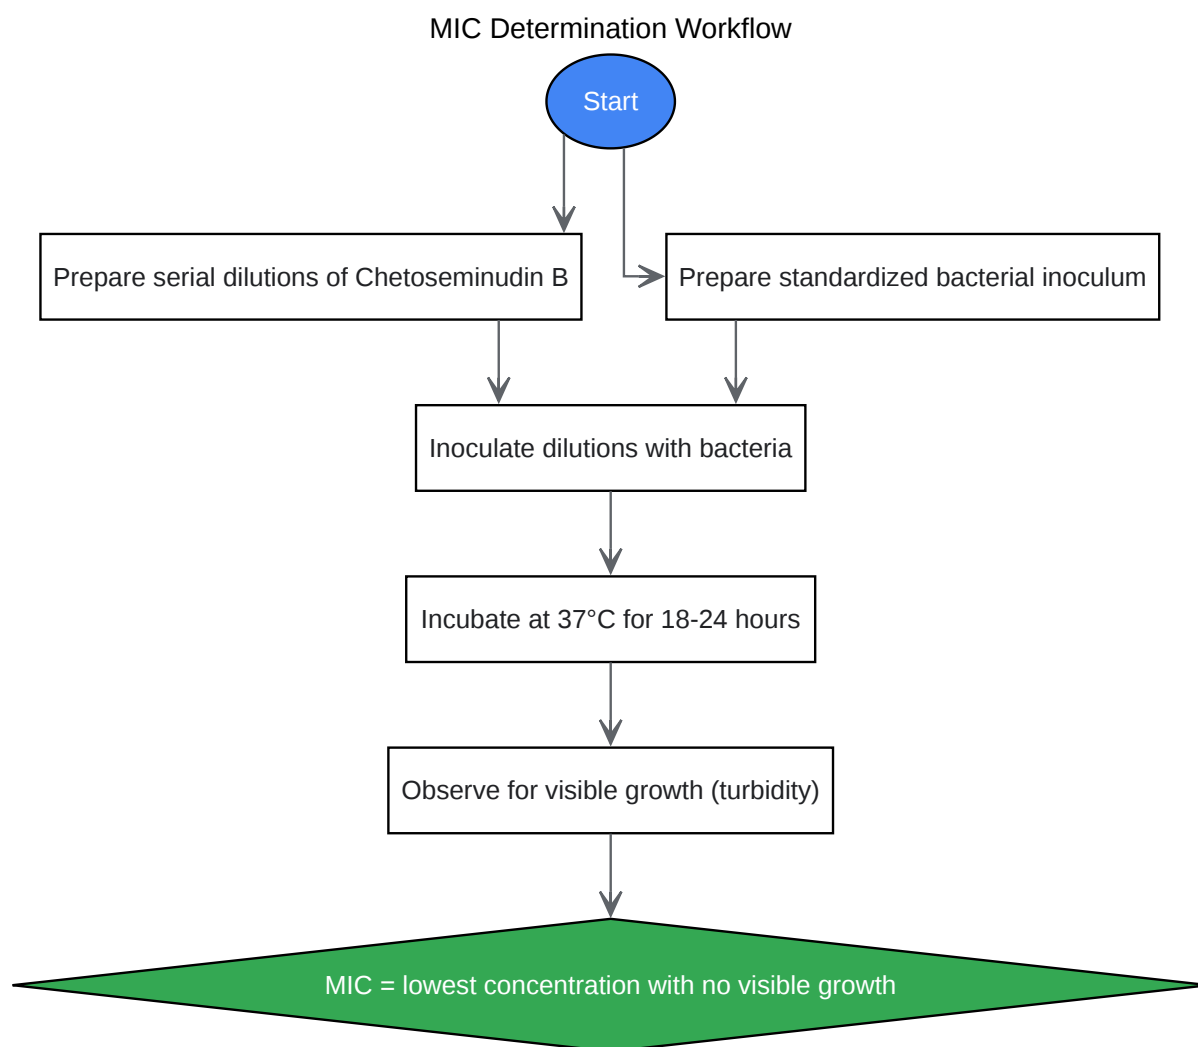 MIC Determination Workflow
Start
Prepare serial dilutions of Chetoseminudin B
Prepare standardized bacterial inoculum
Inoculate dilutions with bacteria
Incubate at 37°C for 18-24 hours
Observe for visible growth (turbidity)
MIC = lowest concentration with no visible growth